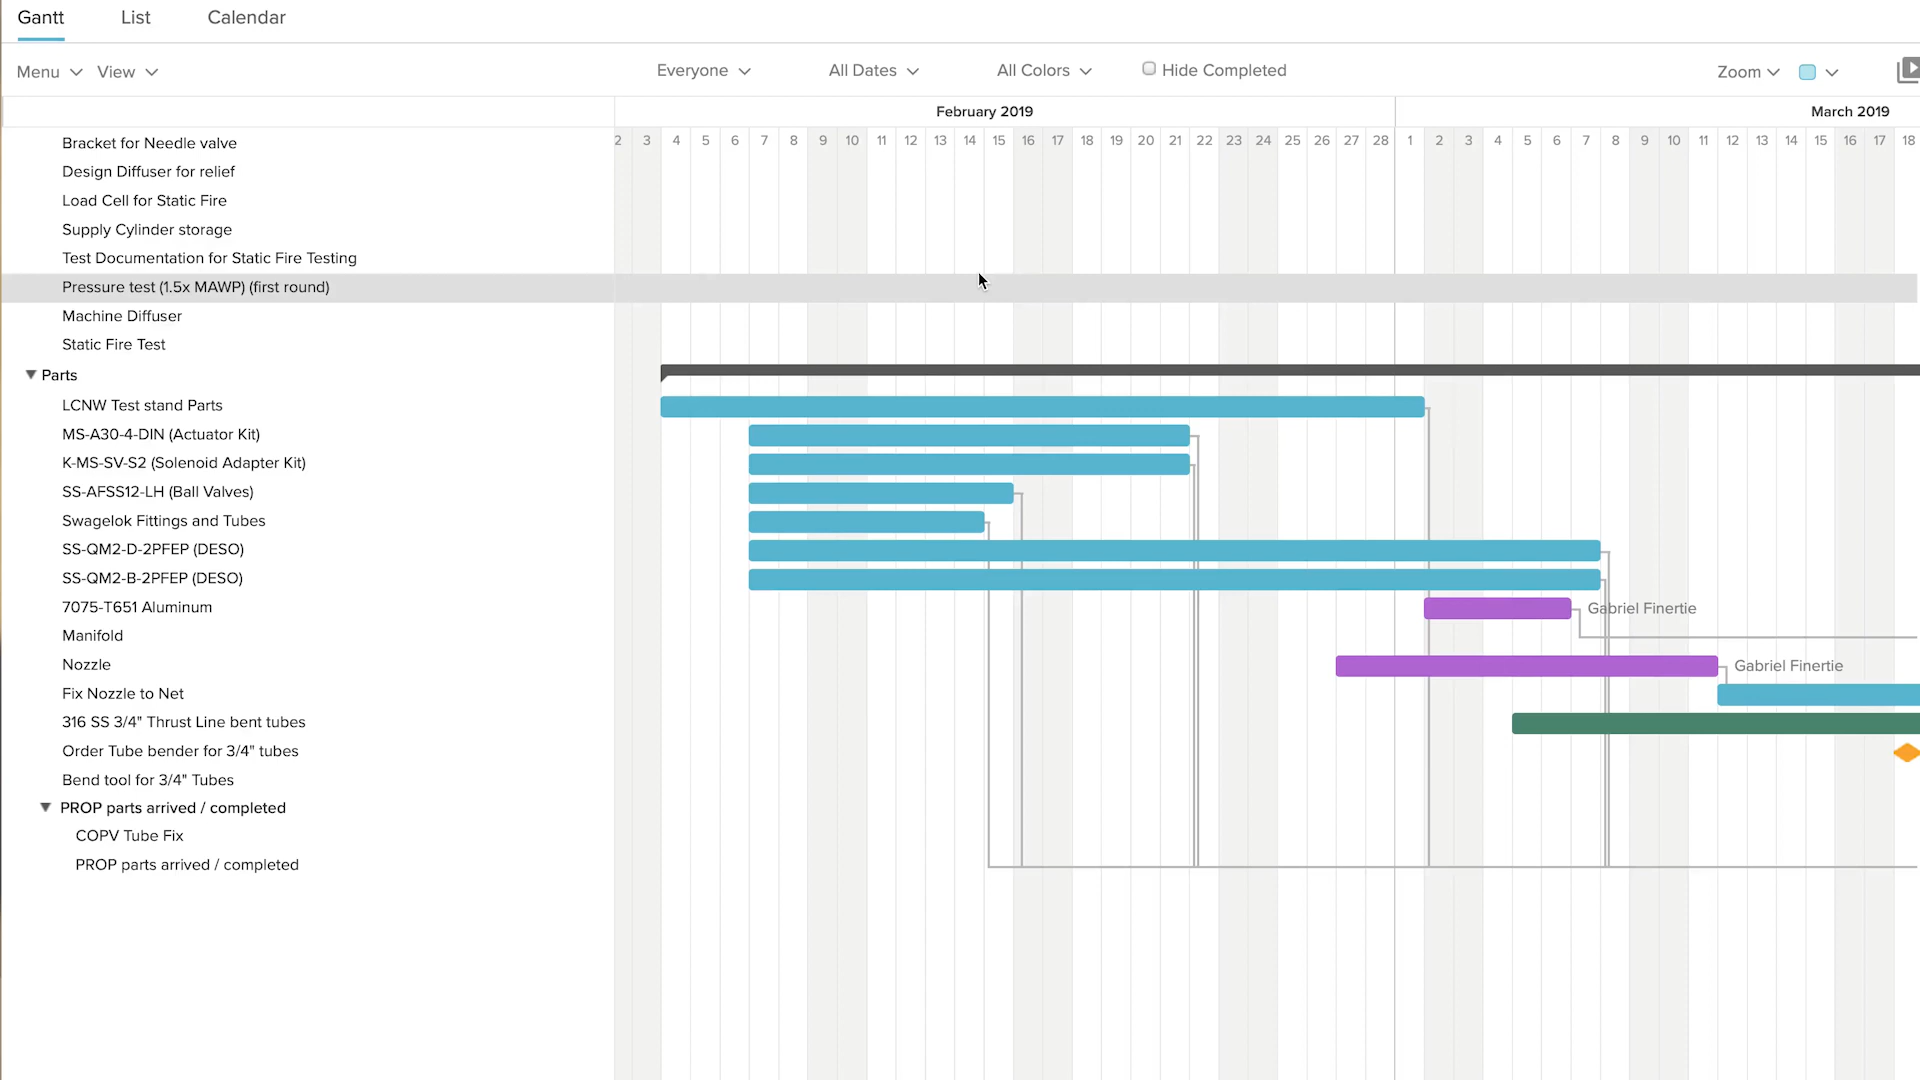 Gantt List Calendar
Menu View Everyone All Dates All Colors Hide Completed Zoom
February 2019 March 2019
2 3 4 5 6 7 8 9 10 11 12 13 14 15 16 17 18 19 20 21 22 23 24 25 26 27 28 1 2 3 4 5 6 7 8 9 10 11 12 13 14 15 16 17 18
Bracket for Needle valve
Design Diffuser for relief
Load Cell for Static Fire
Supply Cylinder storage
Test Documentation for Static Fire Testing
Pressure test (1.5x MAWP) (first round)
Machine Diffuser
Static Fire Test
Parts
LCNW Test stand Parts
MS-A30-4-DIN (Actuator Kit)
K-MS-SV-S2 (Solenoid Adapter Kit)
SS-AFSS12-LH (Ball Valves)
Swagelok Fittings and Tubes
SS-QM2-D-2PFEP (DESO)
SS-QM2-B-2PFEP (DESO)
7075-T651 Aluminum Gabriel Finertie
Manifold
Nozzle Gabriel Finertie
Fix Nozzle to Net
316 SS 3/4" Thrust Line bent tubes
Order Tube bender for 3/4" tubes
Bend tool for 3/4" Tubes
PROP parts arrived / completed
COPV Tube Fix
PROP parts arrived / completed